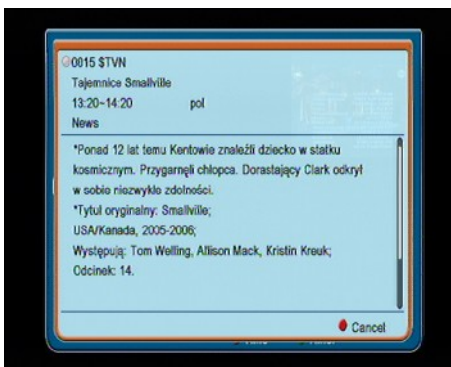 0015 $TVN
Tajemnice Smallville
13:20~14:20 pol
News
*Ponad 12 lat temu Kentowie znaleźli dziecko w statku
kosmicznym. Przygarnęli chłopca. Dorastający Clark odkrył
w sobie niezwykłe zdolności.
*Tytuł oryginalny: Smallville;
USA/Kanada, 2005-2006;
Występują: Tom Welling, Allison Mack, Kristin Kreuk;
Odcinek: 14.
Cancel